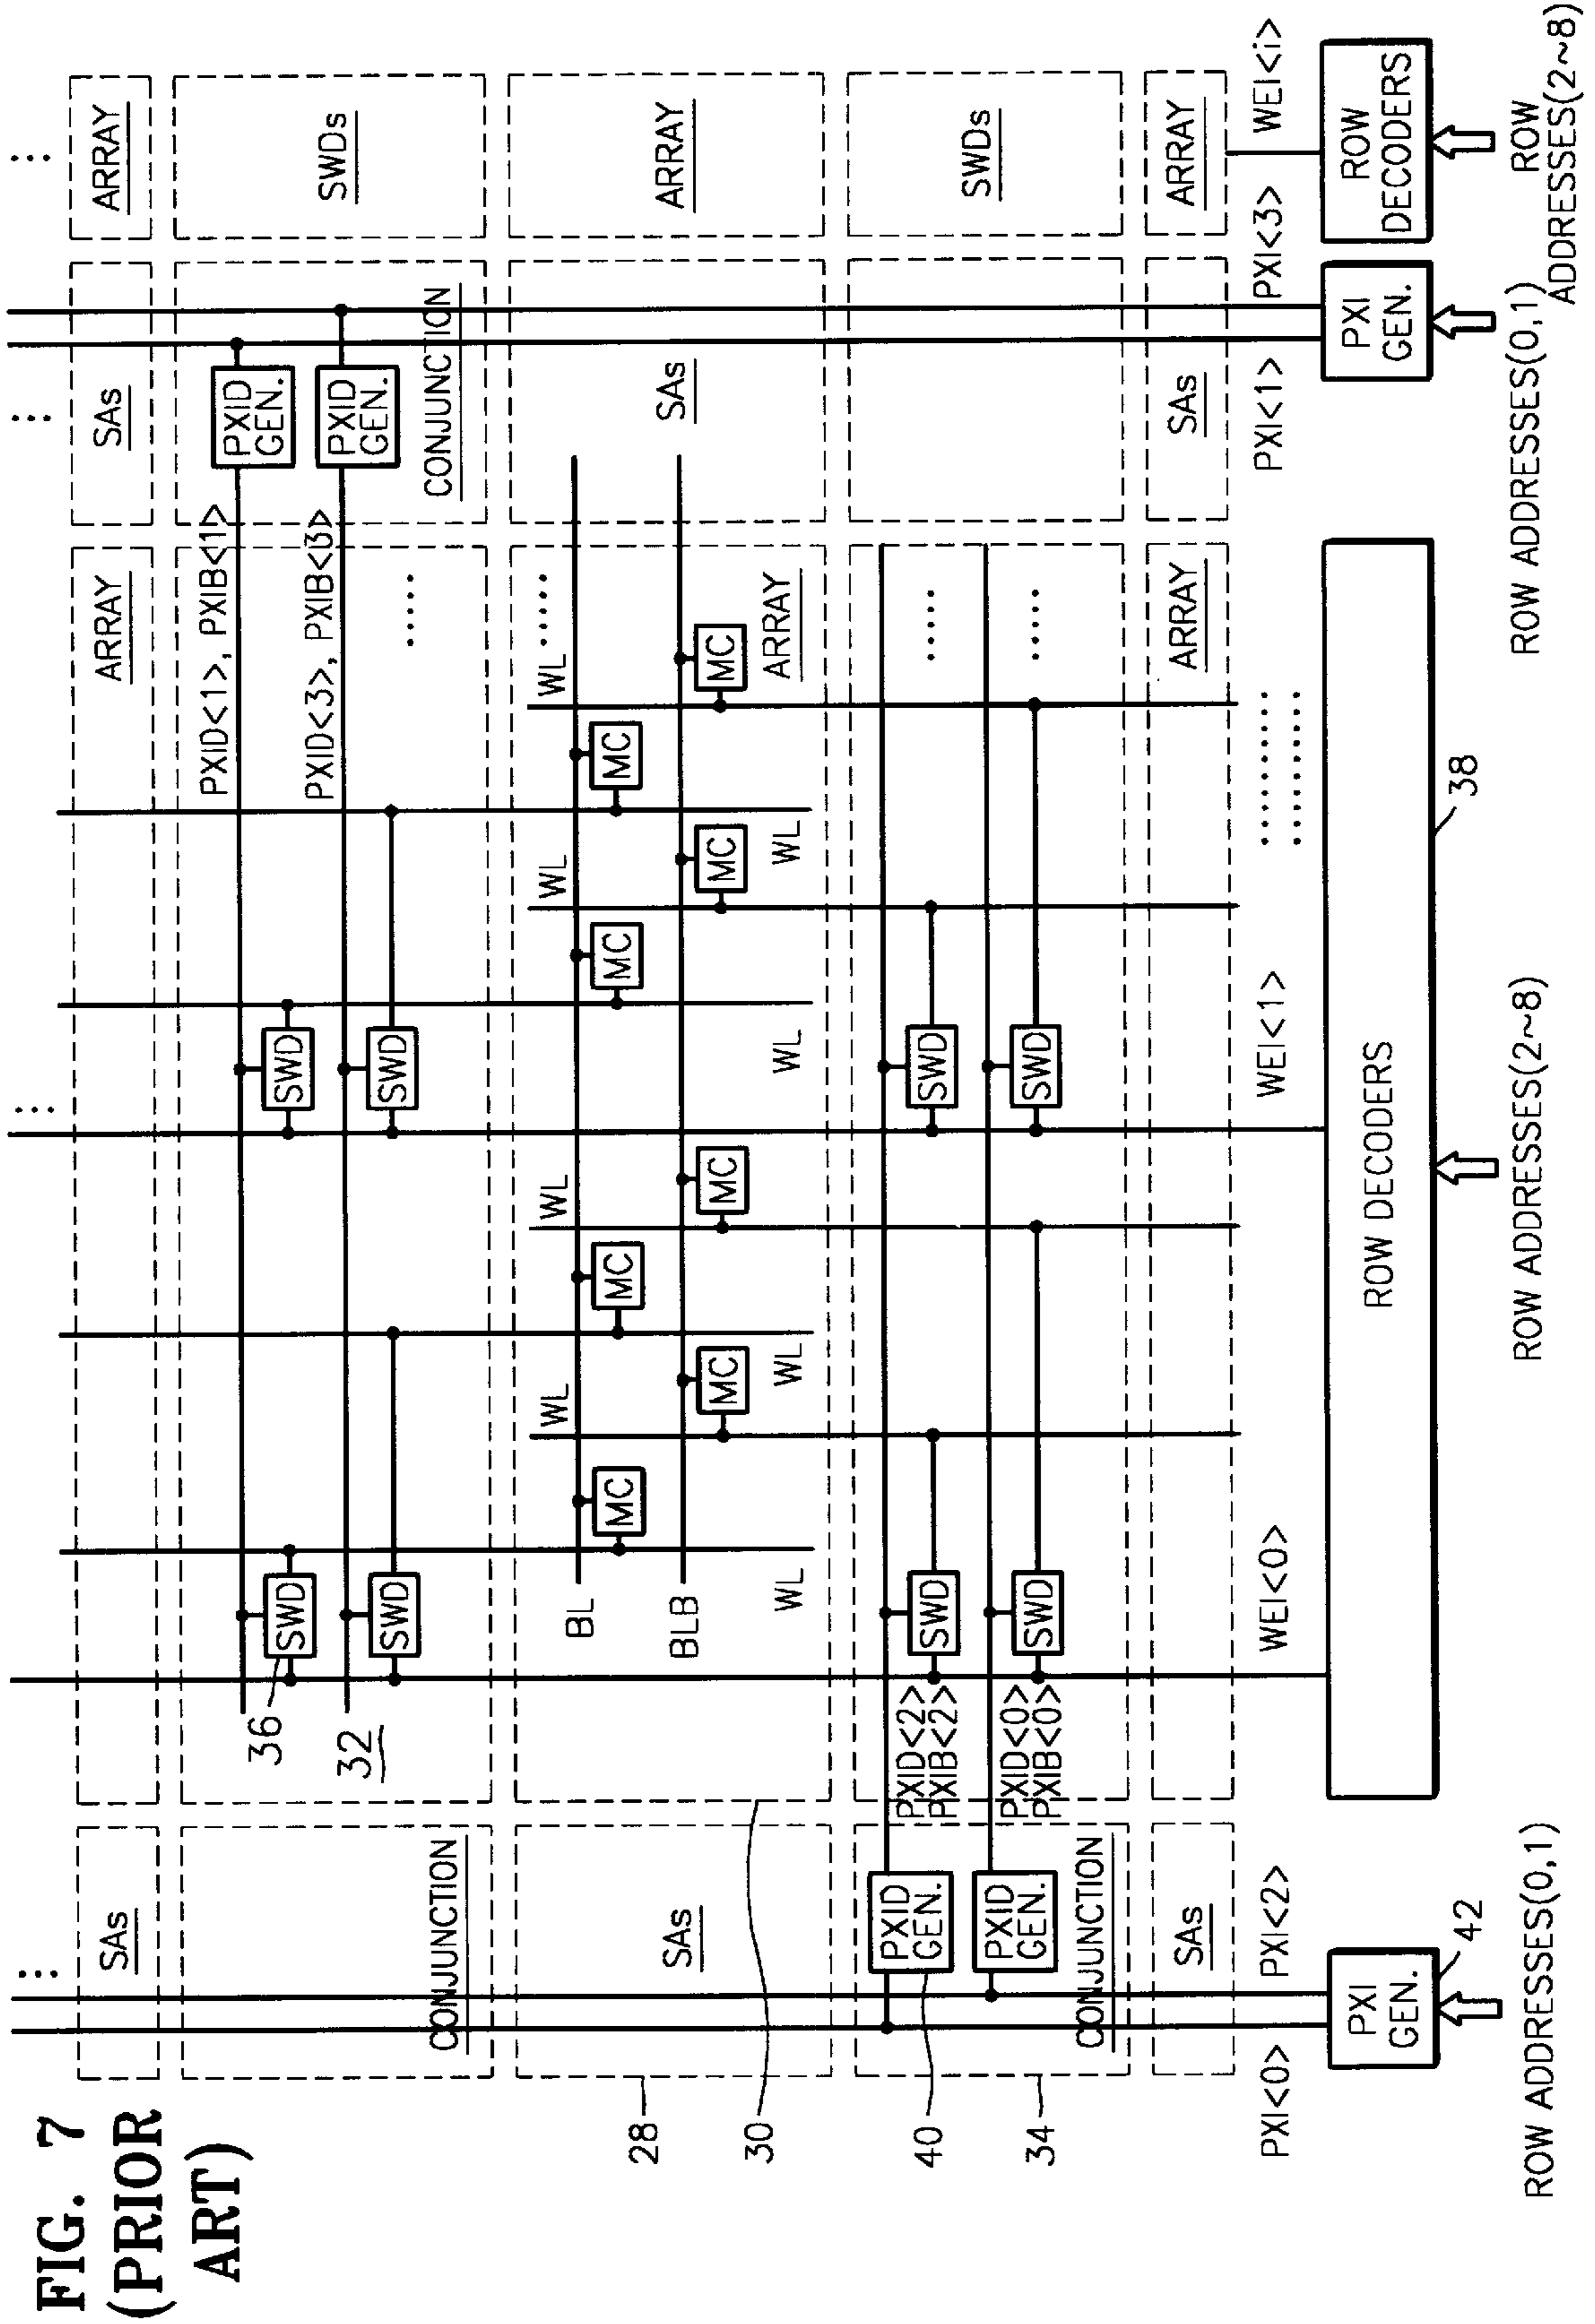 FIG. 7
(PRIOR
ART)
SAs
ARRAY
SAs
ARRAY
PXID<1>, PXIB<1>
PXID
GEN.
36
SWD
SWD
PXID<3>, PXIB<3>
PXID
GEN.
SWDs
32
SWD
SWD
CONJUNCTION
CONJUNCTION
WL
WL
WL
WL
BL
MC
MC
MC
MC
28
SAs
BLB
MC
MC
MC
MC
SAs
ARRAY
30
WL
WL
WL
WL
ARRAY
40
PXID
GEN.
PXID<2>
PXIB<2>
SWD
SWD
34
PXID
GEN.
PXID<0>
PXIB<0>
SWD
SWD
SWDs
CONJUNCTION
SAs
ARRAY
SAs
ARRAY
PXI<0>
PXI<2>
WEI<0>
WEI<1>
PXI<1>
PXI<3>
WEI<i>
PXI
GEN.
42
ROW DECODERS
38
PXI
GEN.
ROW
DECODERS
ROW ADDRESSES(0,1)
ROW ADDRESSES(2~8)
ROW ADDRESSES(0,1)
ROW
ADDRESSES(2~8)